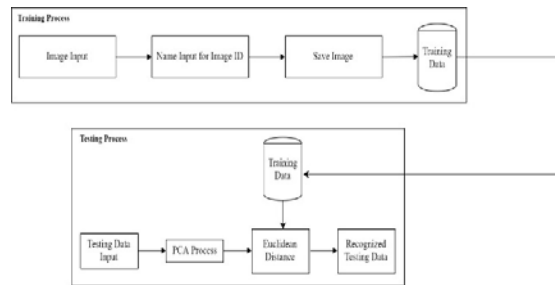 Training Process
Image Input
Name Input for Image ID
Save Image
Training
Data
Testing Process
Training
Data
Testing Data
Input
PCA Process
Euclidean
Distance
Recognized
Testing Data